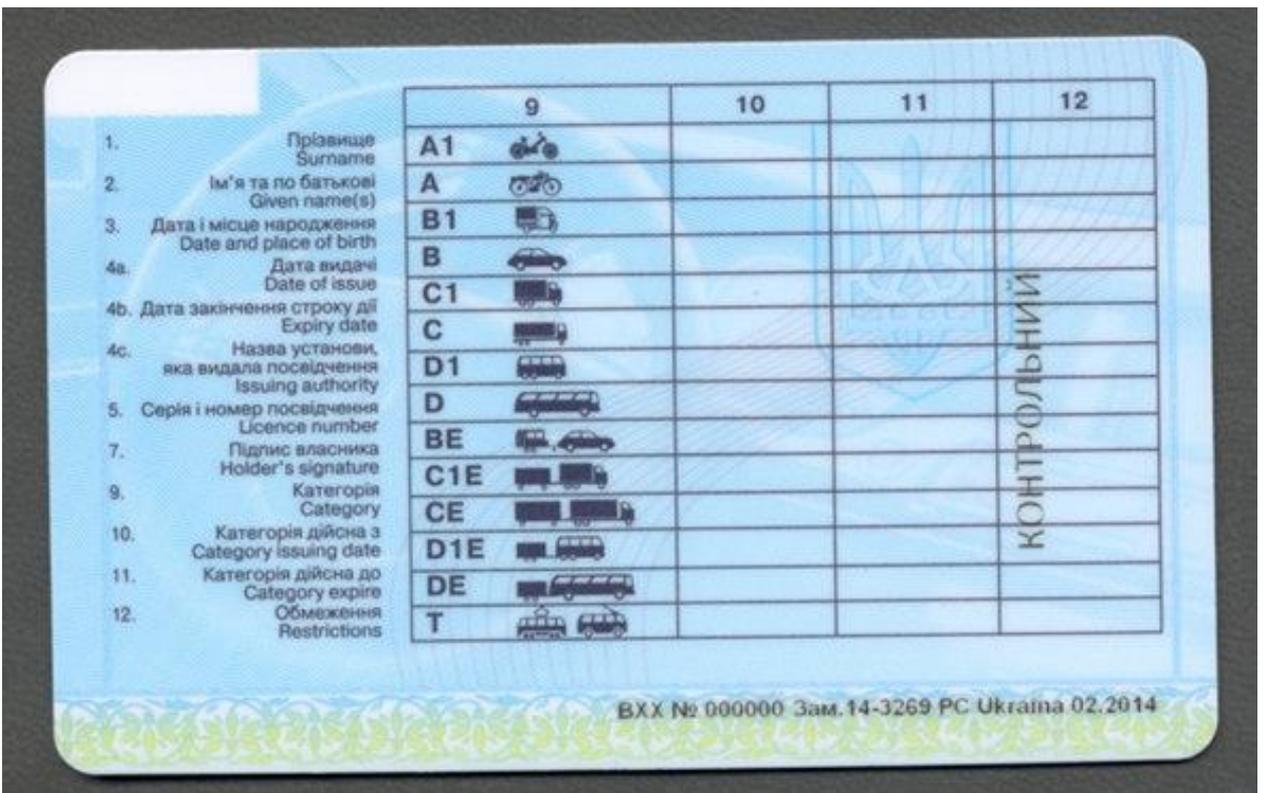 1. Прізвище
Surname
2. Ім'я та по батькові
Given name(s)
3. Дата і місце народження
Date and place of birth
4a. Дата видачі
Date of issue
4b. Дата закінчення строку дії
Expiry date
4c. Назва установи,
яка видала посвідчення
Issuing authority
5. Серія і номер посвідчення
Licence number
7. Підпис власника
Holder's signature
9. Категорія
Category
10. Категорія дійсна з
Category issuing date
11. Категорія дійсна до
Category expire
12. Обмеження
Restrictions
9 10 11 12
A1
A
B1
B
C1
C
D1
D
BE
C1E
CE
D1E
DE
T
КОНТРОЛЬНИЙ
BXX № 000000 Зам.14-3269 PC Ukraina 02.2014